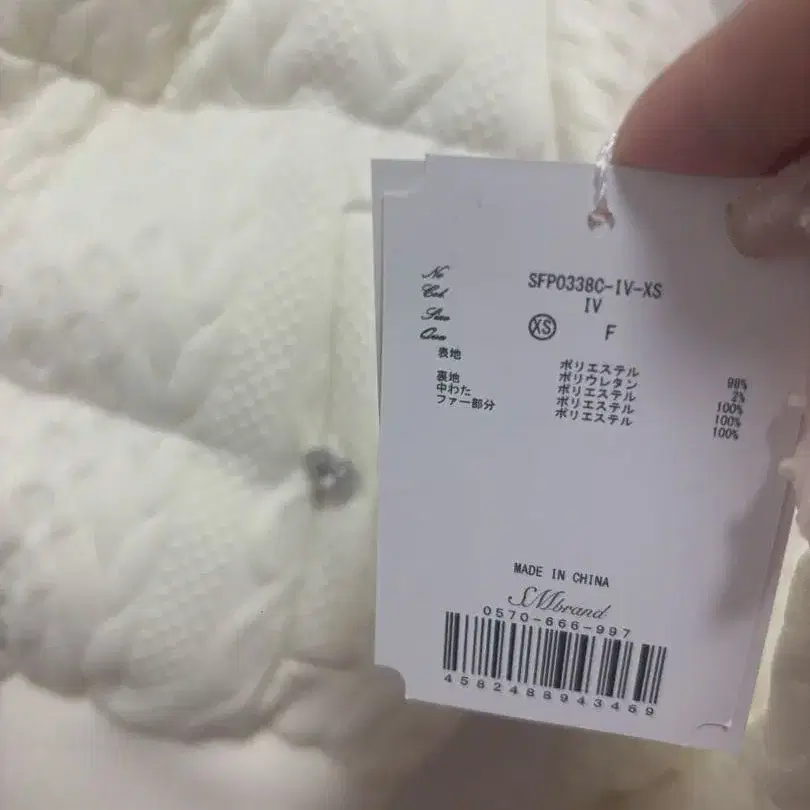 No SFP0338C-IV-XS
Col IV
Size XS F
Qua
表地 ポリエステル 98%
ポリウレタン 2%
裏地 ポリエステル 100%
中わた ポリエステル 100%
ファー部分 ポリエステル 100%
MADE IN CHINA
SMbrand
0570-666-997
4582488943469